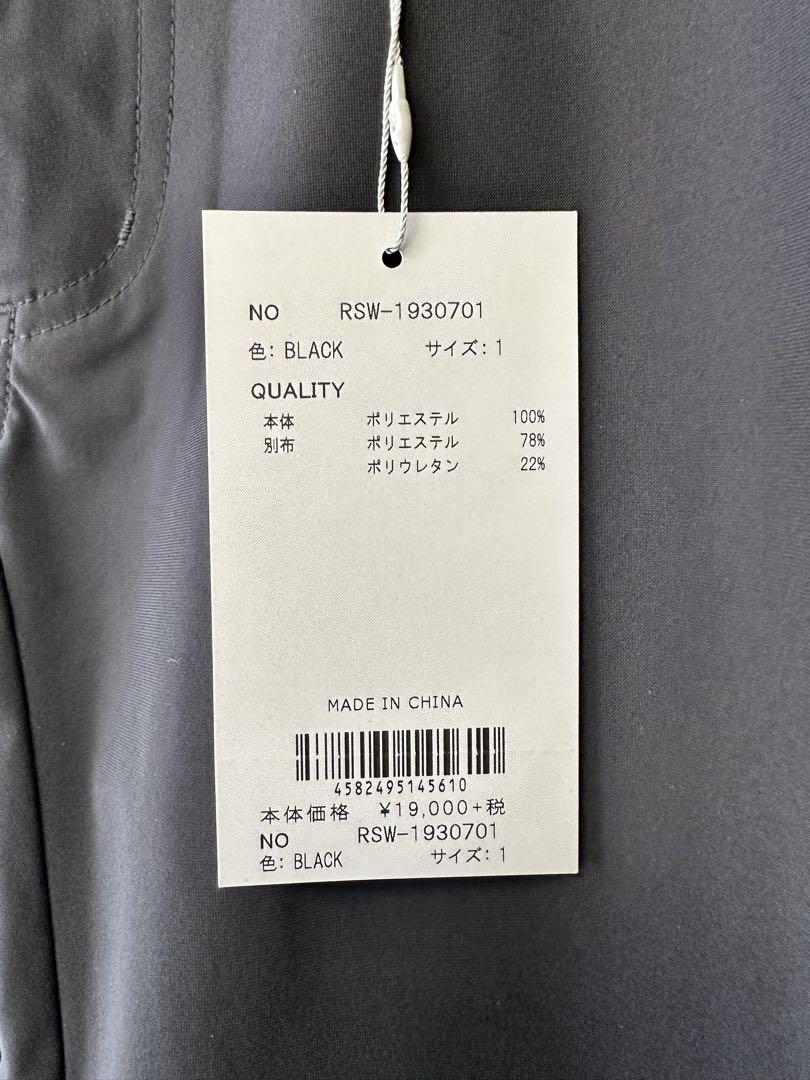 NO RSW-1930701
色: BLACK サイズ: 1
QUALITY
本体 ポリエステル 100%
別布 ポリエステル 78%
ポリウレタン 22%
MADE IN CHINA
4582495145610
本体価格 ¥19,000+税
NO RSW-1930701
色: BLACK サイズ: 1